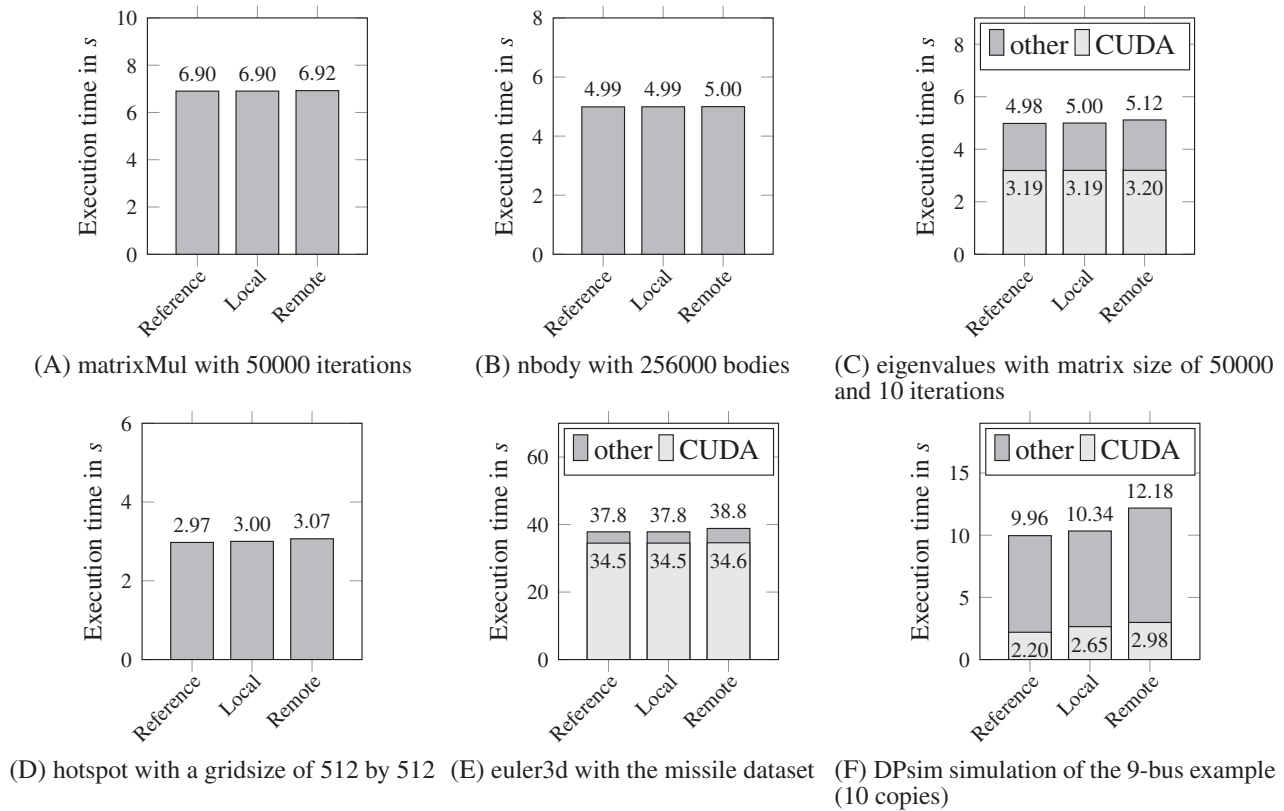 Execution time in s
10
8
6
4
2
0
6.90 6.90 6.92
Reference Local Remote
(A) matrixMul with 50000 iterations
Execution time in s
8
6
4
2
0
4.99 4.99 5.00
Reference Local Remote
(B) nbody with 256000 bodies
Execution time in s
8
6
4
2
0
other CUDA
4.98 5.00 5.12
3.19 3.19 3.20
Reference Local Remote
(C) eigenvalues with matrix size of 50000
and 10 iterations
Execution time in s
6
4
2
0
2.97 3.00 3.07
Reference Local Remote
(D) hotspot with a gridsize of 512 by 512
Execution time in s
60
40
20
0
other CUDA
37.8 37.8 38.8
34.5 34.5 34.6
Reference Local Remote
(E) euler3d with the missile dataset
Execution time in s
15
10
5
0
other CUDA
9.96 10.34 12.18
2.20 2.65 2.98
Reference Local Remote
(F) DPsim simulation of the 9-bus example
(10 copies)